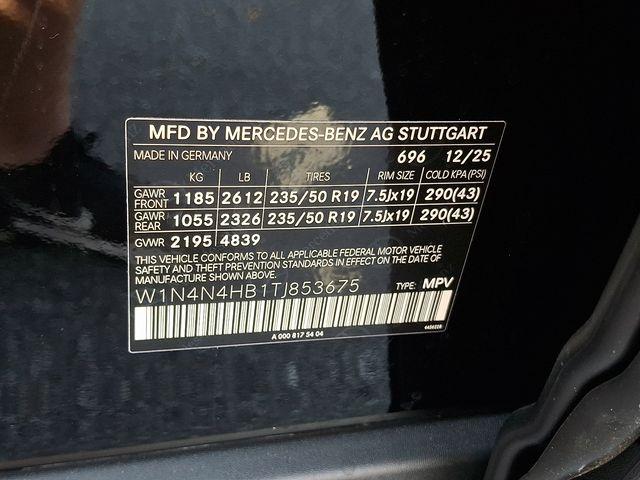 MFD BY MERCEDES-BENZ AG STUTTGART
MADE IN GERMANY 696 12/25
KG LB TIRES RIM SIZE COLD KPA (PSI)
GAWR FRONT 1185 2612 235/50 R19 7.5Jx19 290(43)
GAWR REAR 1055 2326 235/50 R19 7.5Jx19 290(43)
GVWR 2195 4839
THIS VEHICLE CONFORMS TO ALL APPLICABLE FEDERAL MOTOR VEHICLE
SAFETY AND THEFT PREVENTION STANDARDS IN EFFECT ON THE DATE OF
MANUFACTURE SHOWN ABOVE.
W1N4N4HB1TJ853675 TYPE: MPV
A 000 817 54 04